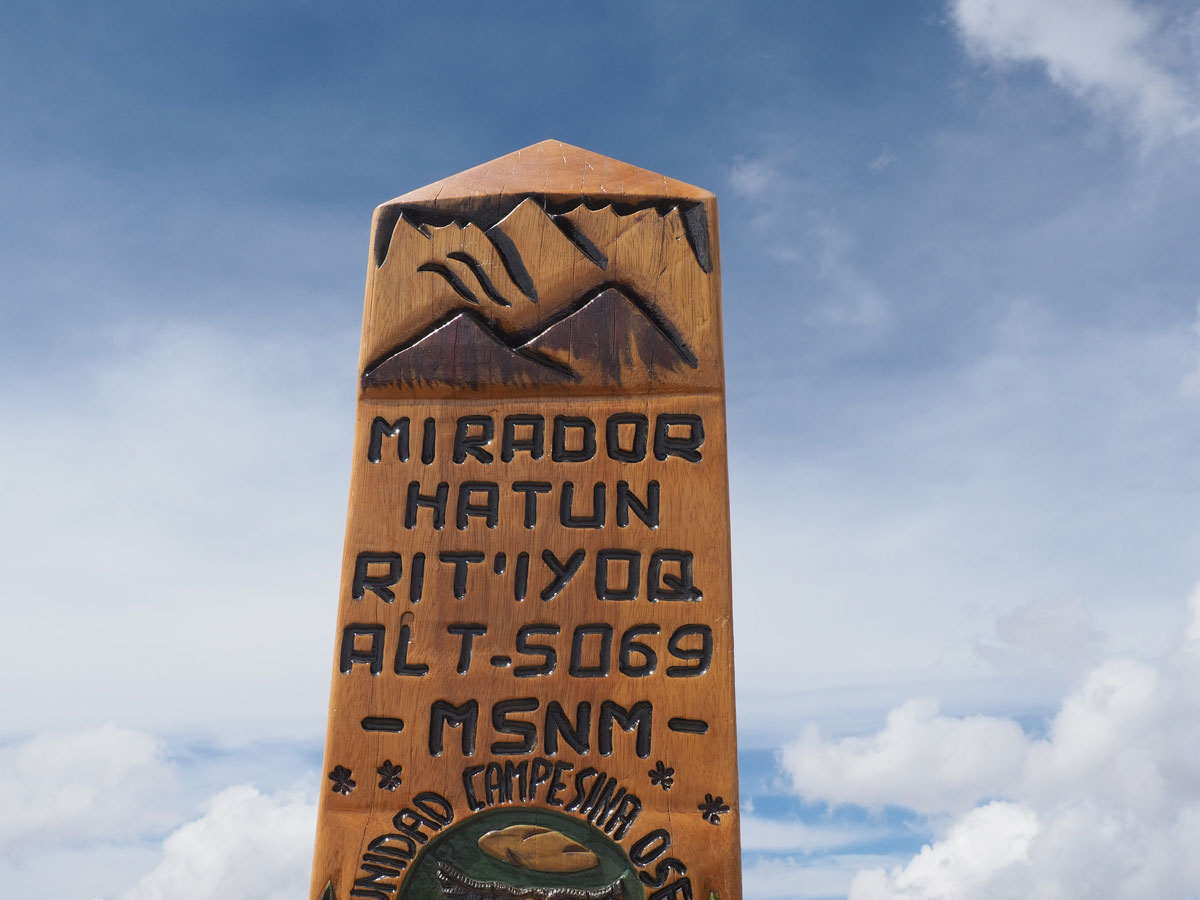 MIRADOR
HATUN
RIT'IYOQ
ALT-5069
-MSNM-
CAMPESINA